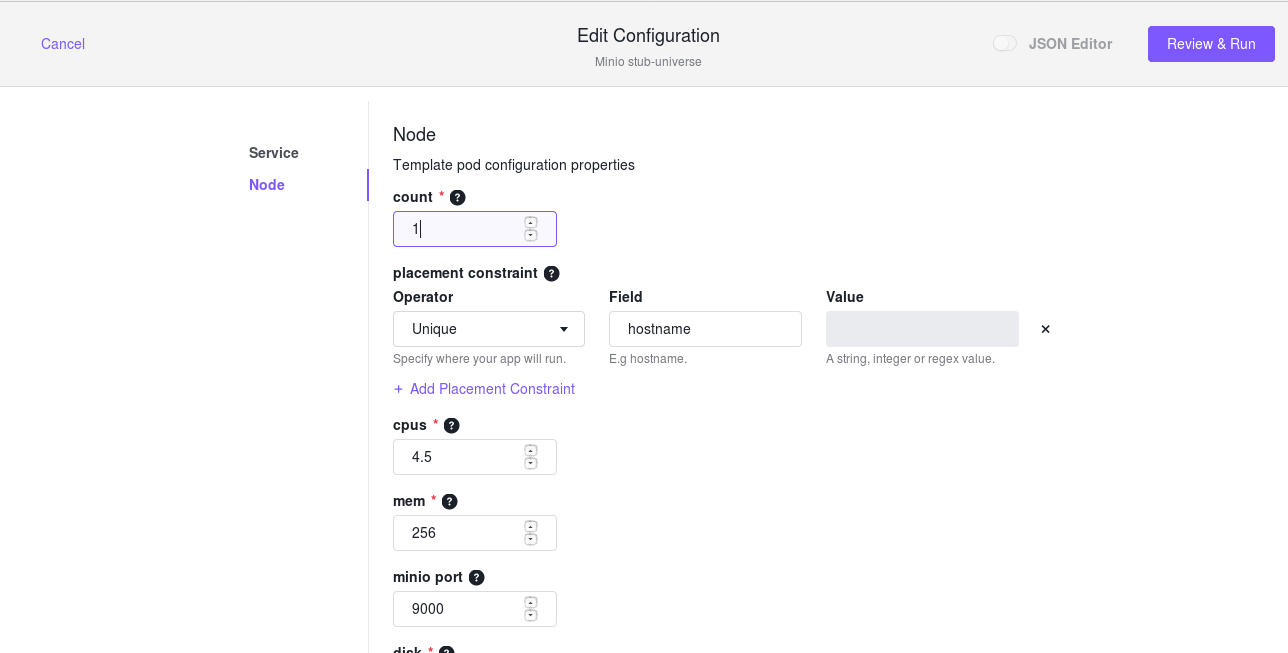 Cancel
Edit Configuration
Minio stub-universe
JSON Editor
Review & Run
Service
Node
Node
Template pod configuration properties
count * ?
1
placement constraint ?
Operator Field Value
Unique hostname ×
Specify where your app will run. E.g hostname. A string, integer or regex value.
+ Add Placement Constraint
cpus * ?
4.5
mem * ?
256
minio port ?
9000
disk * ?